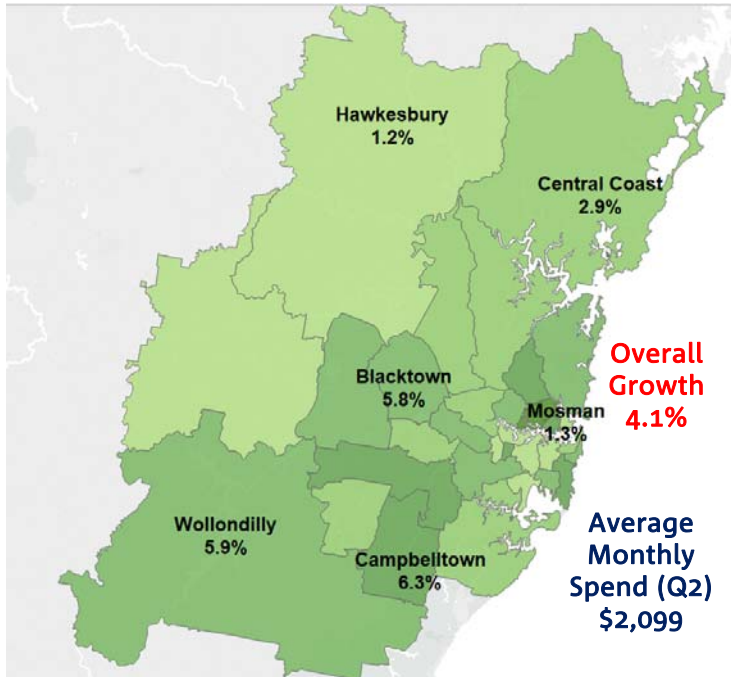 Hawkesbury
1.2%
Central Coast
2.9%
Overall
Growth
4.1%
Blacktown
5.8%
Mosman
1.3%
Wollondilly
5.9%
Campbelltown
6.3%
Average
Monthly
Spend (Q2)
$2,099